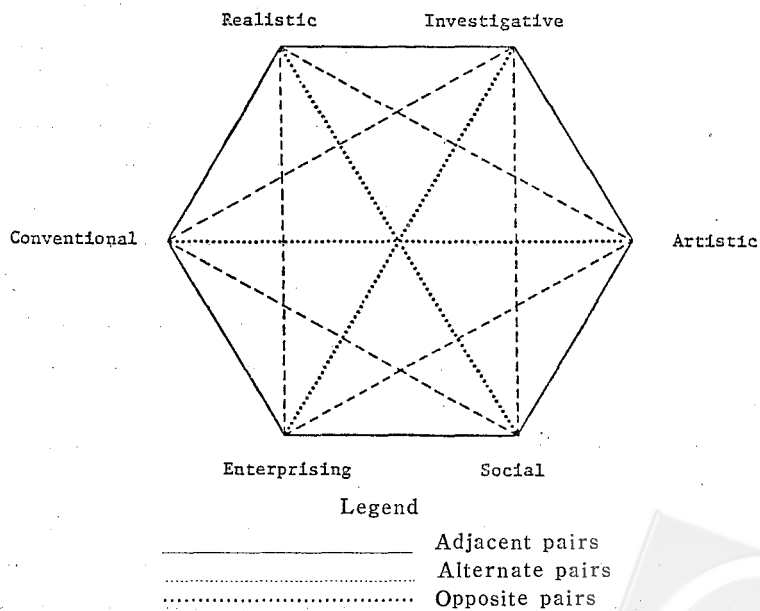 Realistic Investigative
Conventional Artistic
Enterprising Social
Legend
Adjacent pairs
Alternate pairs
Opposite pairs